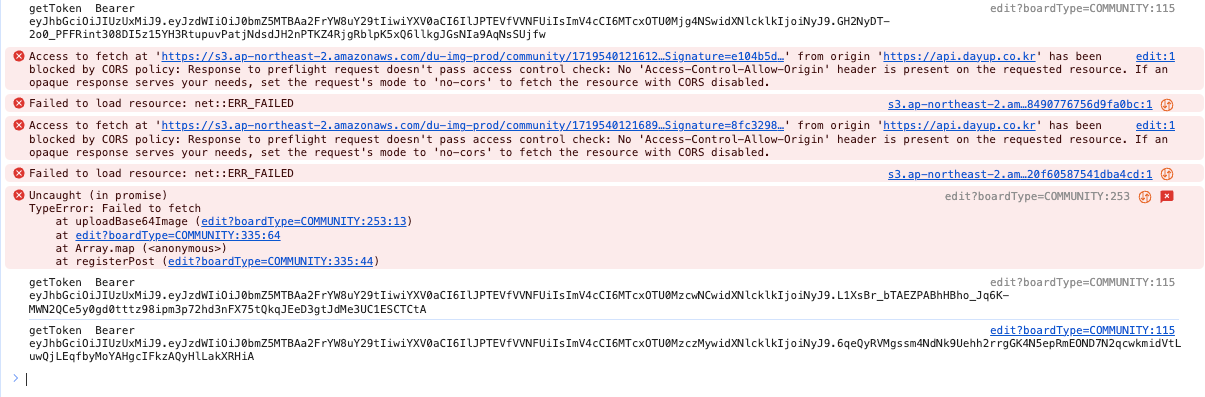 getToken Bearer edit?boardType=COMMUNITY:115
eyJhbGciOiJIUzUxMiJ9.eyJzdWIiOiJ0bmZ5MTBAa2FrYW8uY29tIiwiYXV0aCI6IlJPTEVfVVNFUiIsImV4cCI6MTcxOTU0Mjg4NSwidXNlcklkIjoiNyJ9.GH2NyDT-
2o0_PFFRint308DI5z15YH3RtupuvPatjNdsdJH2nPTKZ4RjgRblpK5xQ6llkgJGsNIa9AqNsSUjfw
Access to fetch at 'https://s3.ap-northeast-2.amazonaws.com/du-img-prod/community/1719540121612…Signature=e104b5d…' from origin 'https://api.dayup.co.kr' has been edit:1
blocked by CORS policy: Response to preflight request doesn't pass access control check: No 'Access-Control-Allow-Origin' header is present on the requested resource. If an
opaque response serves your needs, set the request's mode to 'no-cors' to fetch the resource with CORS disabled.
Failed to load resource: net::ERR_FAILED s3.ap-northeast-2.am…8490776756d9fa0bc:1
Access to fetch at 'https://s3.ap-northeast-2.amazonaws.com/du-img-prod/community/1719540121689…Signature=8fc3298…' from origin 'https://api.dayup.co.kr' has been edit:1
blocked by CORS policy: Response to preflight request doesn't pass access control check: No 'Access-Control-Allow-Origin' header is present on the requested resource. If an
opaque response serves your needs, set the request's mode to 'no-cors' to fetch the resource with CORS disabled.
Failed to load resource: net::ERR_FAILED s3.ap-northeast-2.am…20f60587541dba4cd:1
Uncaught (in promise) edit?boardType=COMMUNITY:253
TypeError: Failed to fetch
at uploadBase64Image (edit?boardType=COMMUNITY:253:13)
at edit?boardType=COMMUNITY:335:64
at Array.map (<anonymous>)
at registerPost (edit?boardType=COMMUNITY:335:44)
getToken Bearer edit?boardType=COMMUNITY:115
eyJhbGciOiJIUzUxMiJ9.eyJzdWIiOiJ0bmZ5MTBAa2FrYW8uY29tIiwiYXV0aCI6IlJPTEVfVVNFUiIsImV4cCI6MTcxOTU0MzcwNCwidXNlcklkIjoiNyJ9.L1XsBr_bTAEZPABhHBho_Jq6K-
MWN2QCe5y0gd0tttz98ipm3p72hd3nFX75tQkqJEeD3gtJdMe3UC1ESCTCtA
getToken Bearer edit?boardType=COMMUNITY:115
eyJhbGciOiJIUzUxMiJ9.eyJzdWIiOiJ0bmZ5MTBAa2FrYW8uY29tIiwiYXV0aCI6IlJPTEVfVVNFUiIsImV4cCI6MTcxOTU0MzczMywidXNlcklkIjoiNyJ9.6qeQyRVMgssm4NdNk9Uehh2rrgGK4N5epRmEOND7N2qcwkmidVtL
uwQjLEqfbyMoYAHgcIFkzAQyHlLakXRHiA